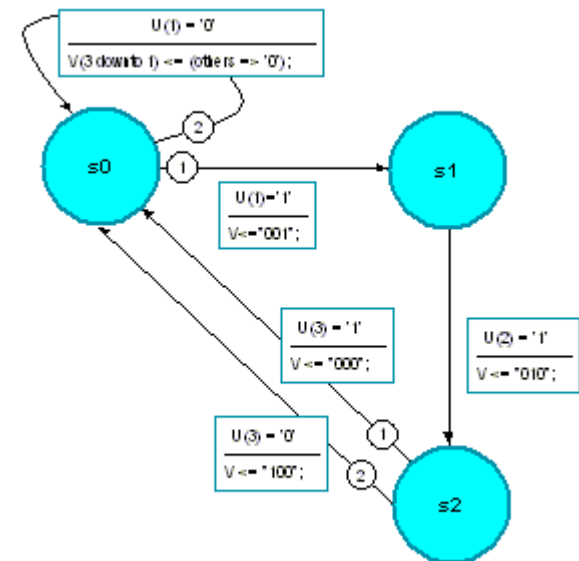 U(1) = '0'
V(3 downto 1) <= (others => '0');
2
s0
1
s1
U(1)='1'
V<="001";
U(3) = '1'
V <= "000";
U(2) = '1'
V <= "010";
U(3) = '0'
V <= "100";
1
2
s2